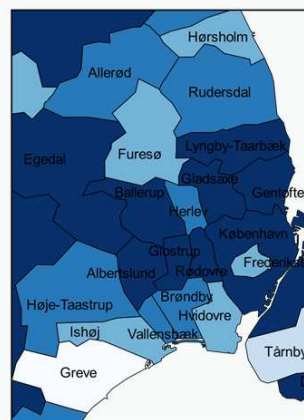 Hørsholm
Allerød
Rudersdal
Lyngby-Taarbæk
Egedal
Furesø
Gladsaxe
Ballerup
Gentofte
Herlev
København
Glostrup
Frederiksb
Albertslund
Rødovre
Høje-Taastrup
Brøndby
Hvidovre
Ishøj
Vallensbæk
Tårnby
Greve